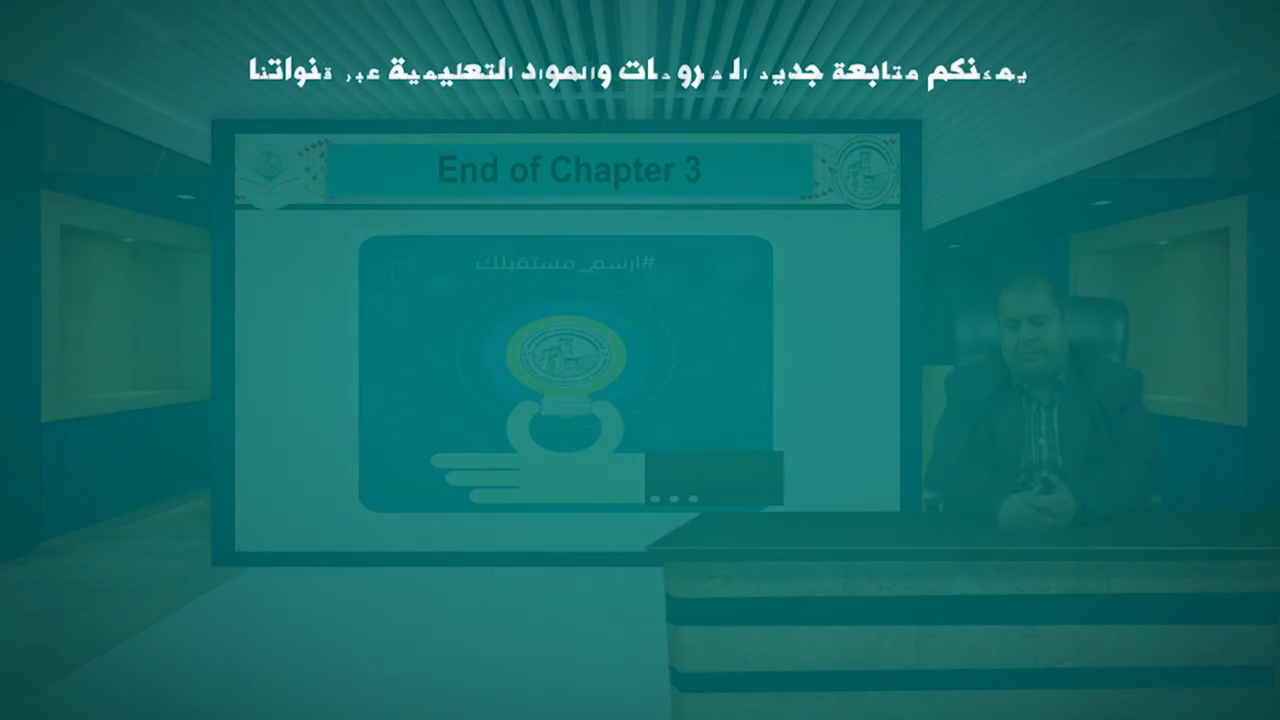 يمكنكم متابعة جديد الشروحات والمواد التعليمية عبر قنواتنا
End of Chapter 3
#ارسم_مستقبلك